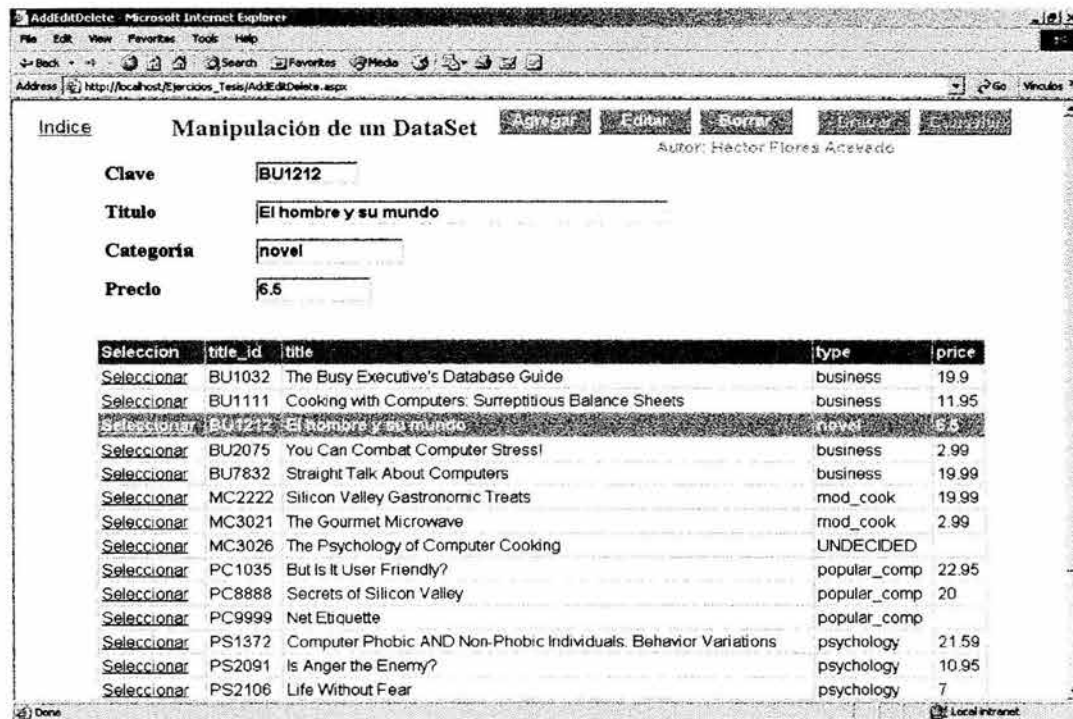 AddEditDelete - Microsoft Internet Explorer
File Edit View Favorites Tools Help
Back Search Favorites Media
Address http://localhost/Ejercicios_Tesis/AddEditDelete.aspx Go Vinculos
Indice Manipulación de un DataSet Agregar Editar Borrar
Autor: Héctor Flores Acevedo
Clave BU1212
Titulo El hombre y su mundo
Categoría novel
Precio 6.5
Seleccion title_id title type price
Seleccionar BU1032 The Busy Executive's Database Guide business 19.9
Seleccionar BU1111 Cooking with Computers: Surreptitious Balance Sheets business 11.95
Seleccionar BU1212 El hombre y su mundo novel 6.5
Seleccionar BU2075 You Can Combat Computer Stress! business 2.99
Seleccionar BU7832 Straight Talk About Computers business 19.99
Seleccionar MC2222 Silicon Valley Gastronomic Treats mod_cook 19.99
Seleccionar MC3021 The Gourmet Microwave mod_cook 2.99
Seleccionar MC3026 The Psychology of Computer Cooking UNDECIDED
Seleccionar PC1035 But Is It User Friendly? popular_comp 22.95
Seleccionar PC8888 Secrets of Silicon Valley popular_comp 20
Seleccionar PC9999 Net Etiquette popular_comp
Seleccionar PS1372 Computer Phobic AND Non-Phobic Individuals: Behavior Variations psychology 21.59
Seleccionar PS2091 Is Anger the Enemy? psychology 10.95
Seleccionar PS2106 Life Without Fear psychology 7
Done Local intranet